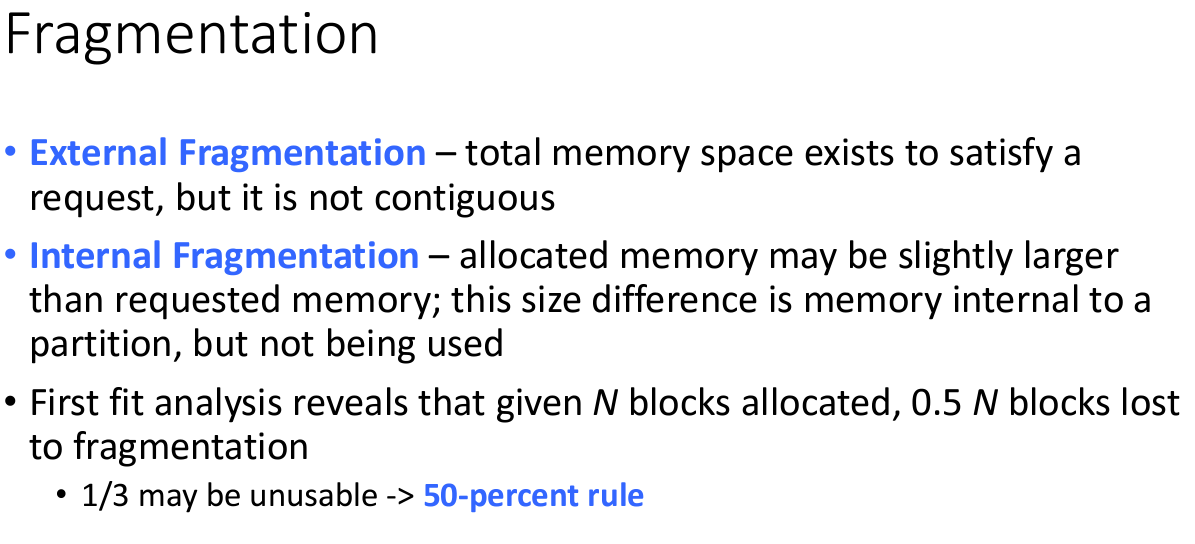 Fragmentation
• External Fragmentation – total memory space exists to satisfy a
request, but it is not contiguous
• Internal Fragmentation – allocated memory may be slightly larger
than requested memory; this size difference is memory internal to a
partition, but not being used
• First fit analysis reveals that given N blocks allocated, 0.5 N blocks lost
to fragmentation
• 1/3 may be unusable -> 50-percent rule